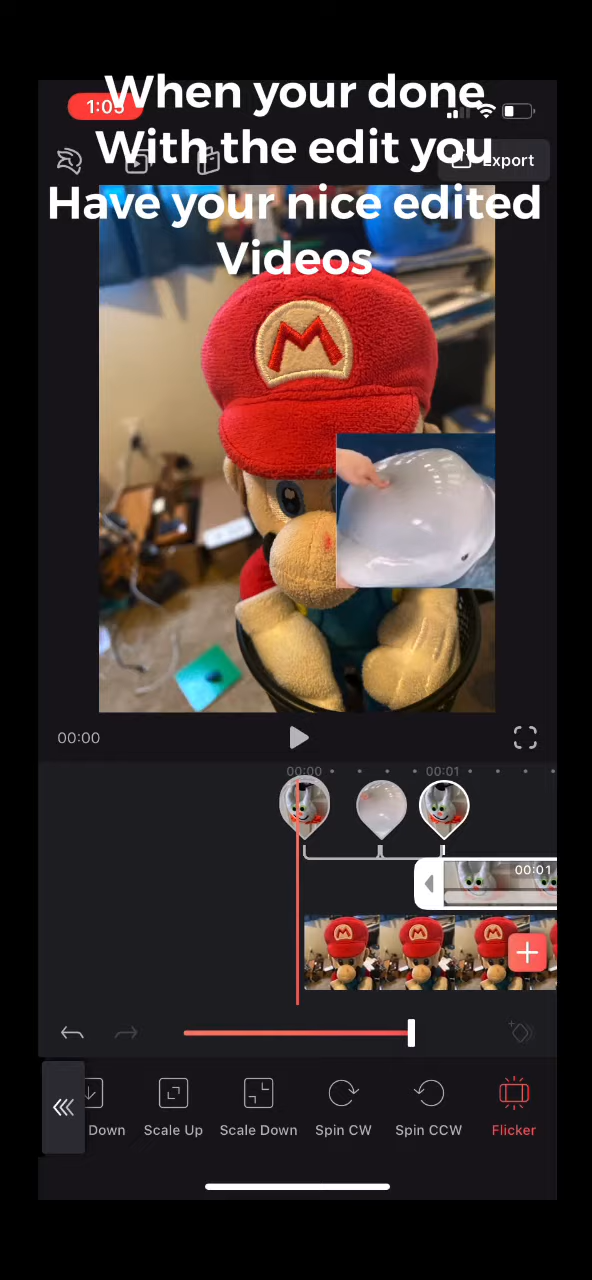 When your done
With the edit you
Have your nice edited
Videos
1:05
Export
M
00:00
00:00
00:01
00:01
Down
Scale Up
Scale Down
Spin CW
Spin CCW
Flicker